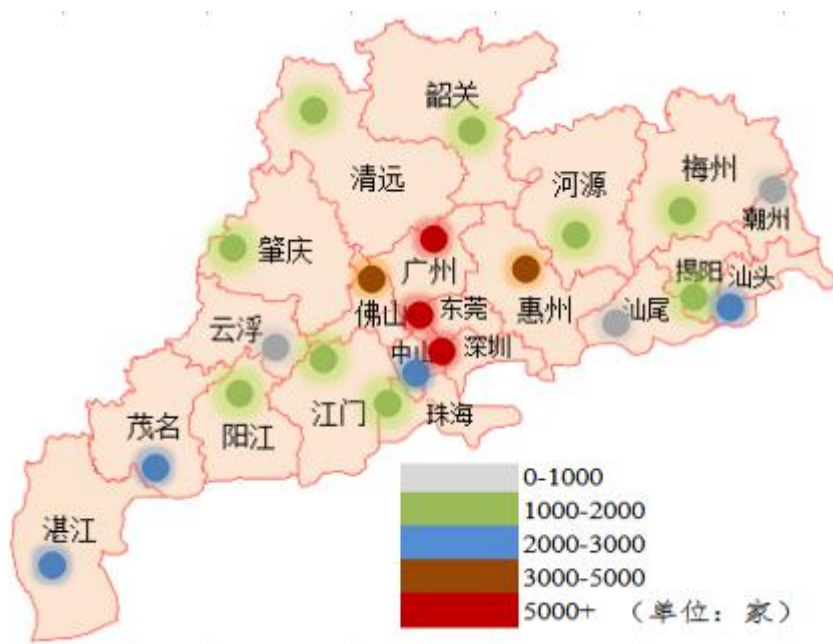 韶关
清远
河源
梅州
潮州
肇庆
广州
揭阳
汕头
惠州
佛山
东莞
汕尾
云浮
中山
深圳
茂名
阳江
江门
珠海
湛江
0-1000
1000-2000
2000-3000
3000-5000
5000+ （单位：家）